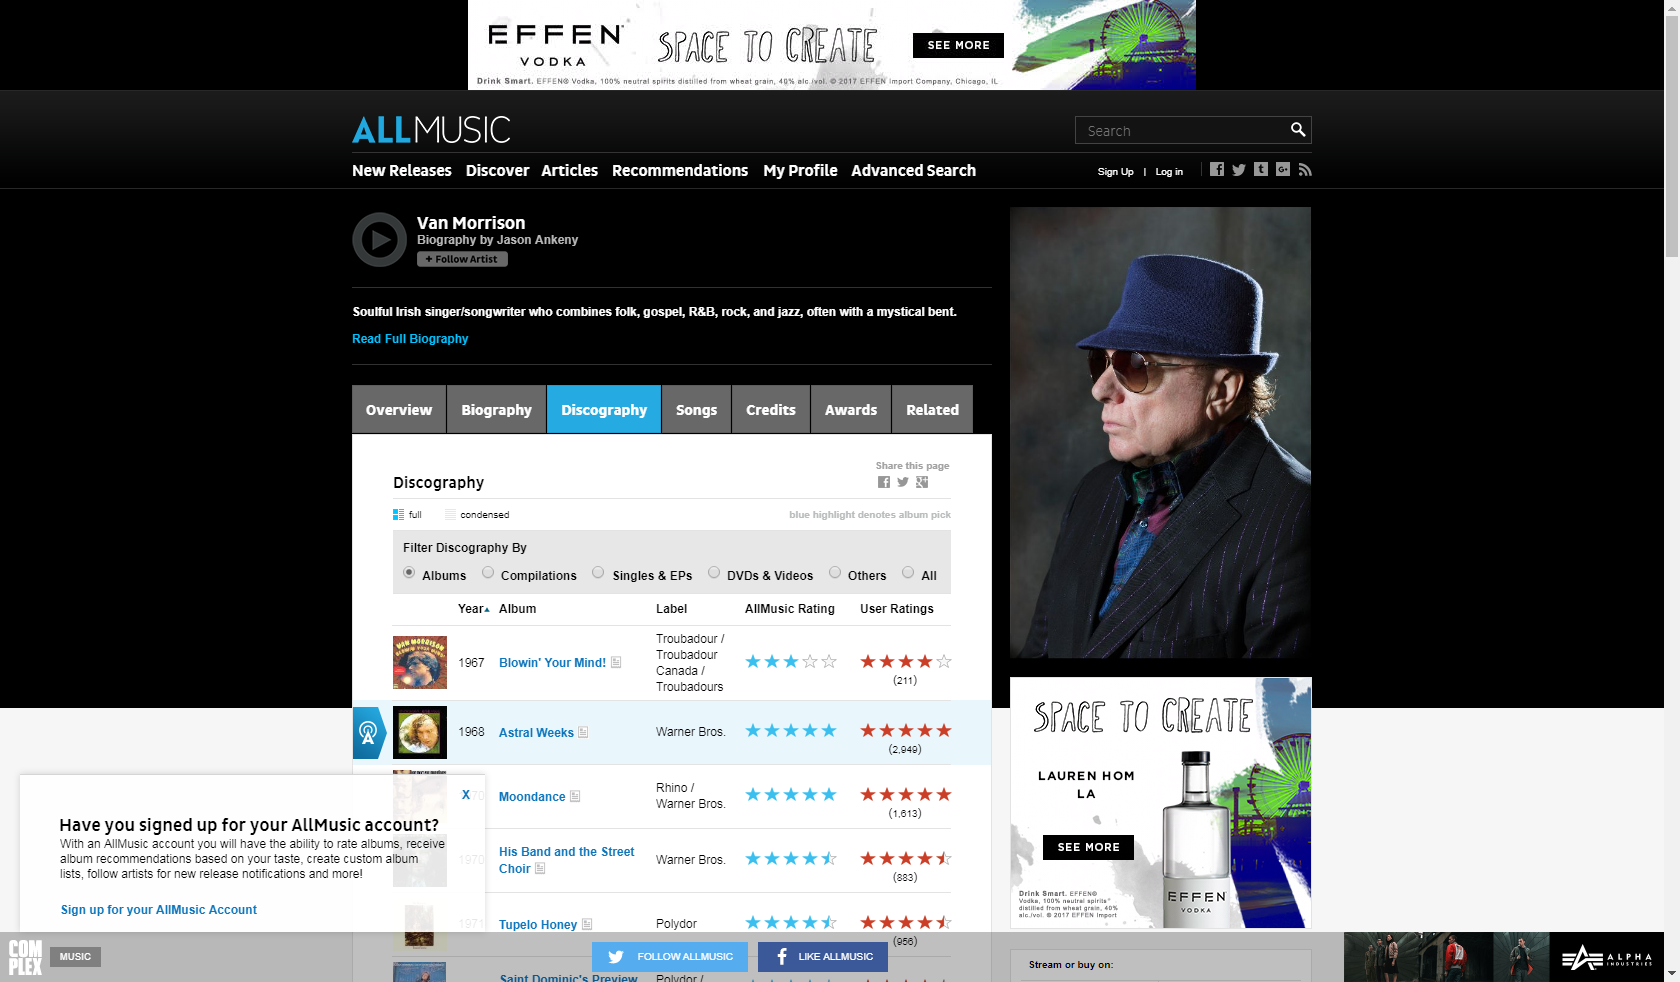 EFFEN
VODKA
SPACE TO CREATE
SEE MORE
Drink Smart. EFFEN® Vodka, 100% neutral spirits distilled from wheat grain, 40% alc./vol. © 2017 EFFEN Import Company, Chicago, IL
ALLMUSIC
Search
New Releases Discover Articles Recommendations My Profile Advanced Search
Sign Up | Log in
Van Morrison
Biography by Jason Ankeny
+ Follow Artist
Soulful Irish singer/songwriter who combines folk, gospel, R&B, rock, and jazz, often with a mystical bent.
Read Full Biography
Overview Biography Discography Songs Credits Awards Related
Share this page
Discography
full condensed
blue highlight denotes album pick
Filter Discography By
Albums Compilations Singles & EPs DVDs & Videos Others All
Year Album Label AllMusic Rating User Ratings
VAN MORRISON
BLOWIN' YOUR MIND!
1967 Blowin' Your Mind!
Troubadour /
Troubadour
Canada /
Troubadours
(211)
1968 Astral Weeks Warner Bros.
(2,949)
1970 Moondance
Rhino /
Warner Bros.
(1,613)
1970
His Band and the Street
Choir
Warner Bros.
(883)
1971 Tupelo Honey Polydor
(956)
Saint Dominic's Preview Polydor /
X
Have you signed up for your AllMusic account?
With an AllMusic account you will have the ability to rate albums, receive
album recommendations based on your taste, create custom album
lists, follow artists for new release notifications and more!
Sign up for your AllMusic Account
SPACE TO CREATE
LAUREN HOM
LA
SEE MORE
Drink Smart. EFFEN®
Vodka, 100% neutral spirits
distilled from wheat grain, 40%
alc./vol. © 2017 EFFEN Import
EFFEN
VODKA
Stream or buy on:
COM
PLEX
MUSIC
FOLLOW ALLMUSIC
LIKE ALLMUSIC
ALPHA
INDUSTRIES